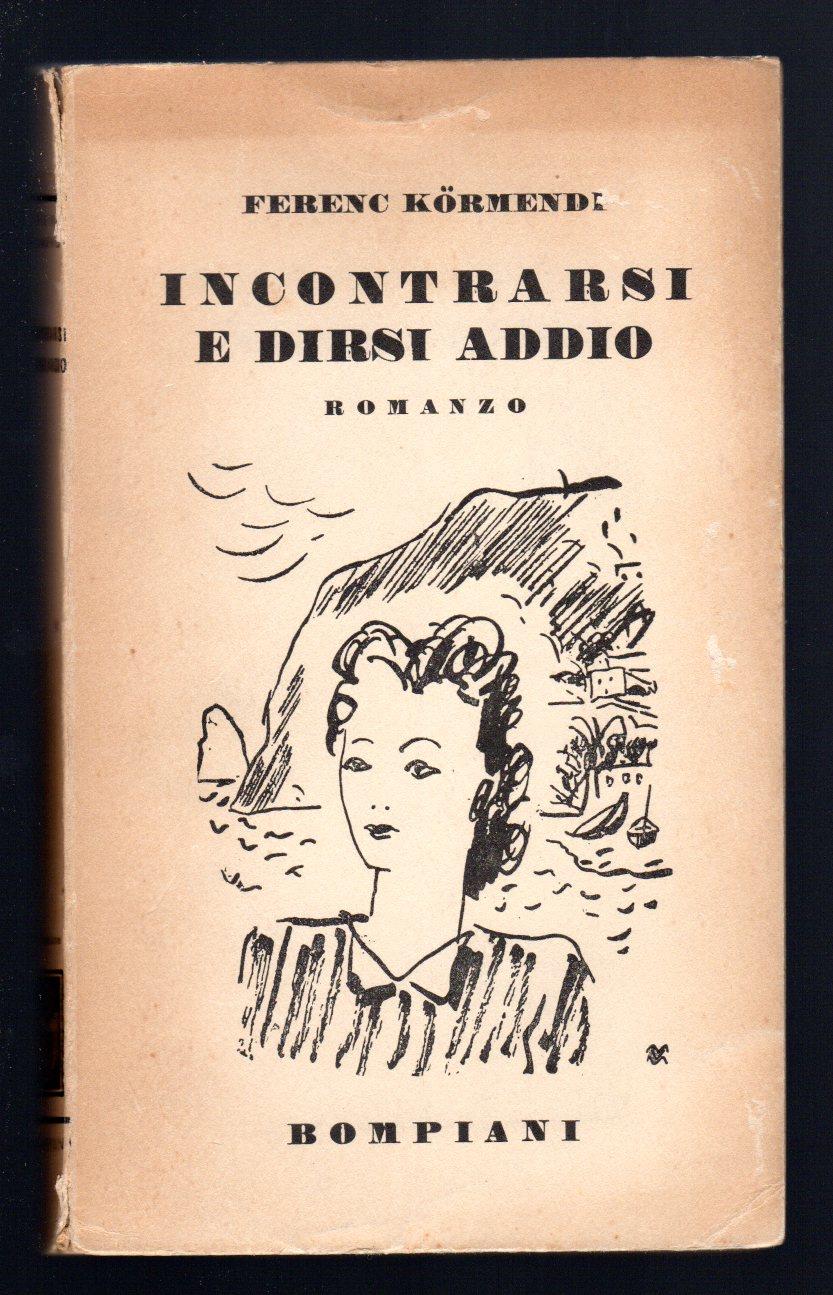 FERENC KÖRMENDI
INCONTRARSI
E DIRSI ADDIO
ROMANZO
BOMPIANI